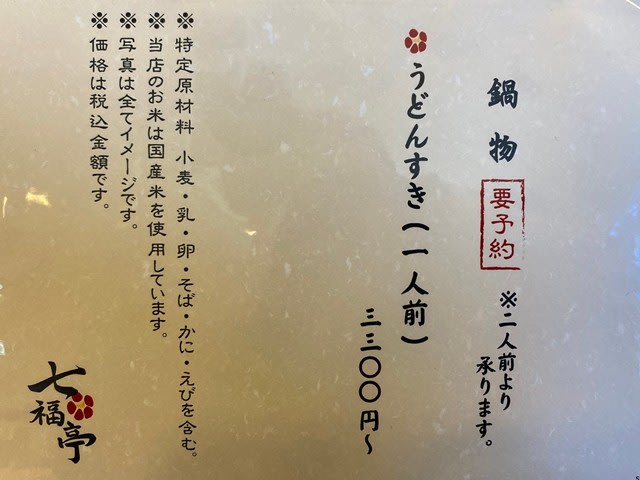 鍋物
要予約
※二人前より
承ります。
うどんすき(一人前)
三三〇〇円〜
※特定原材料 小麦・乳・卵・そば・かに・えびを含む。
※当店のお米は国産米を使用しています。
※写真は全てイメージです。
※価格は税込金額です。
七福亭